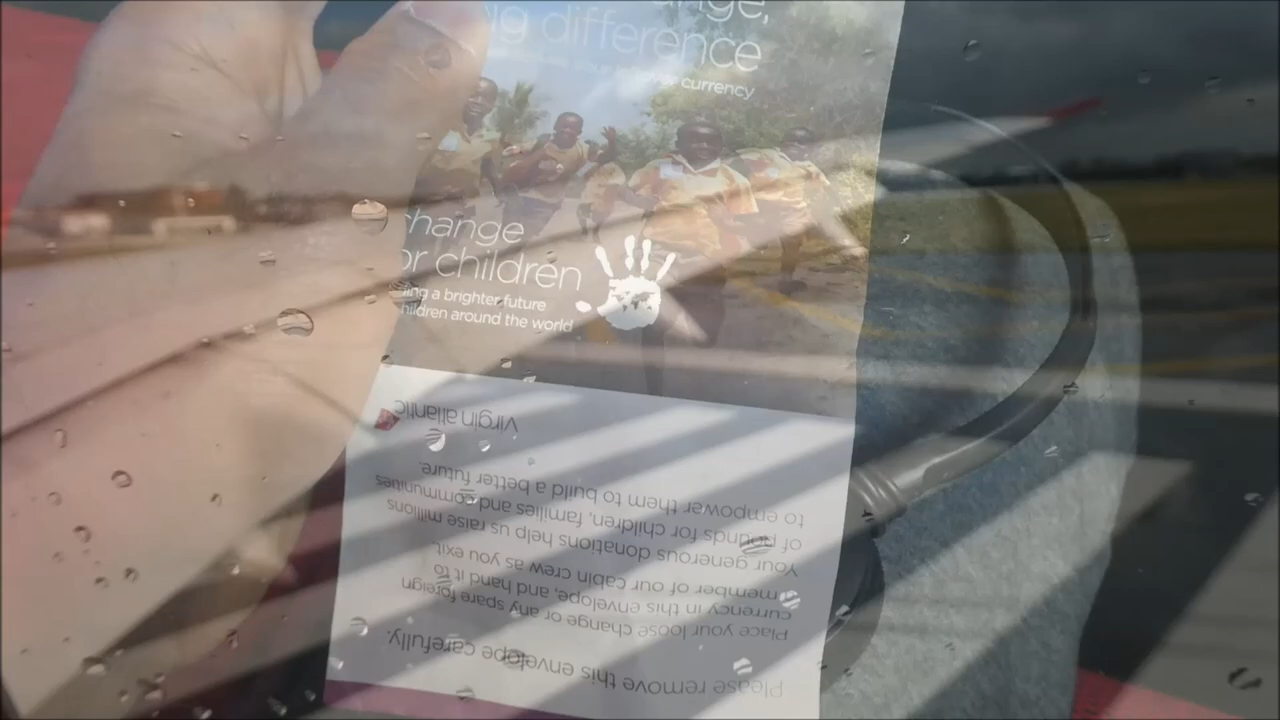 difference
currency
change
or children
a brighter future
children around the world
virgin atlantic
Please remove this envelope carefully.
Place your loose change or any spare foreign
currency in this envelope, and hand it to
a member of our cabin crew as you exit.
Your generous donations help us raise millions
of pounds for children, families and communities
to empower them to build a better future.